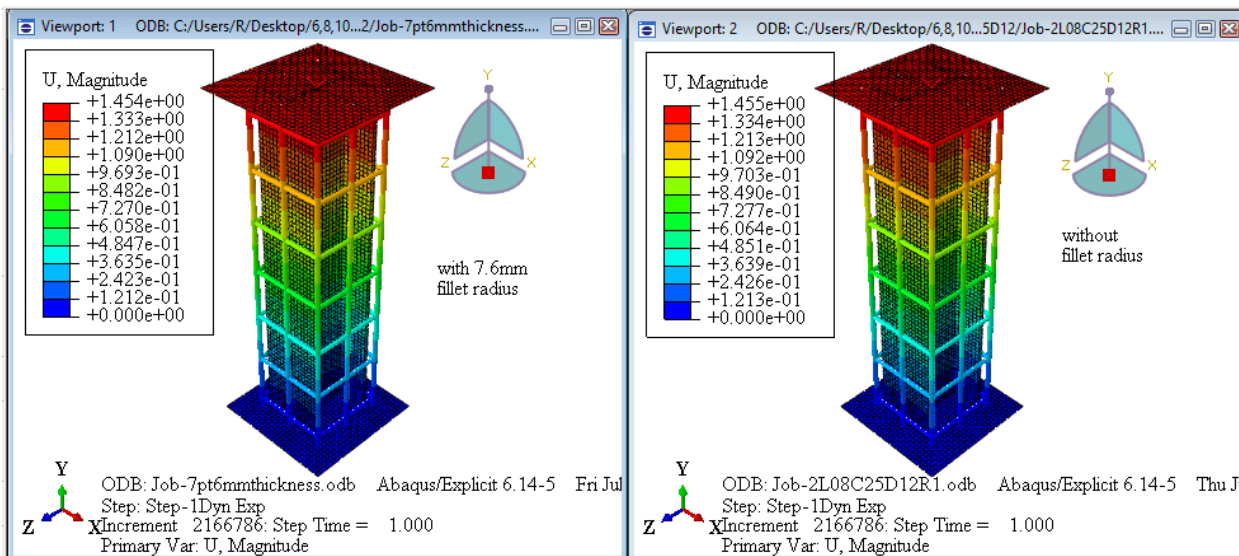 Viewport: 1 ODB: C:/Users/R/Desktop/6,8,10...2/Job-7pt6mmthickness....
U, Magnitude
+1.454e+00
+1.333e+00
+1.212e+00
+1.090e+00
+9.693e-01
+8.482e-01
+7.270e-01
+6.058e-01
+4.847e-01
+3.635e-01
+2.423e-01
+1.212e-01
+0.000e+00
Y
Z
X
with 7.6mm
fillet radius
Y
Z
X
ODB: Job-7pt6mmthickness.odb Abaqus/Explicit 6.14-5 Fri Jul
Step: Step-1Dyn Exp
Increment 2166786: Step Time = 1.000
Primary Var: U, Magnitude
Viewport: 2 ODB: C:/Users/R/Desktop/6,8,10...5D12/Job-2L08C25D12R1....
U, Magnitude
+1.455e+00
+1.334e+00
+1.213e+00
+1.092e+00
+9.703e-01
+8.490e-01
+7.277e-01
+6.064e-01
+4.851e-01
+3.639e-01
+2.426e-01
+1.213e-01
+0.000e+00
Y
Z
X
without
fillet radius
Y
Z
X
ODB: Job-2L08C25D12R1.odb Abaqus/Explicit 6.14-5 Thu J
Step: Step-1Dyn Exp
Increment 2166786: Step Time = 1.000
Primary Var: U, Magnitude